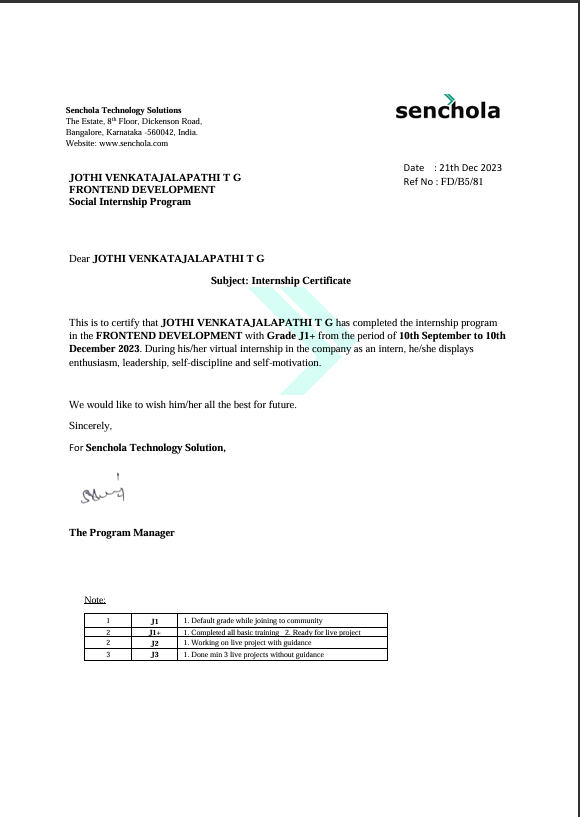 senchola
Senchola Technology Solutions
The Estate, 8th Floor, Dickenson Road,
Bangalore, Karnataka -560042, India.
Website: www.senchola.com
Date : 21th Dec 2023
Ref No : FD/B5/81
JOTHI VENKATAJALAPATHI T G
FRONTEND DEVELOPMENT
Social Internship Program
Dear JOTHI VENKATAJALAPATHI T G
Subject: Internship Certificate
This is to certify that JOTHI VENKATAJALAPATHI T G has completed the internship program
in the FRONTEND DEVELOPMENT with Grade J1+ from the period of 10th September to 10th
December 2023. During his/her virtual internship in the company as an intern, he/she displays
enthusiasm, leadership, self-discipline and self-motivation.
We would like to wish him/her all the best for future.
Sincerely,
For Senchola Technology Solution,
The Program Manager
Note:
1 J1 1. Default grade while joining to community
2 J1+ 1. Completed all basic training 2. Ready for live project
2 J2 1. Working on live project with guidance
3 J3 1. Done min 3 live projects without guidance